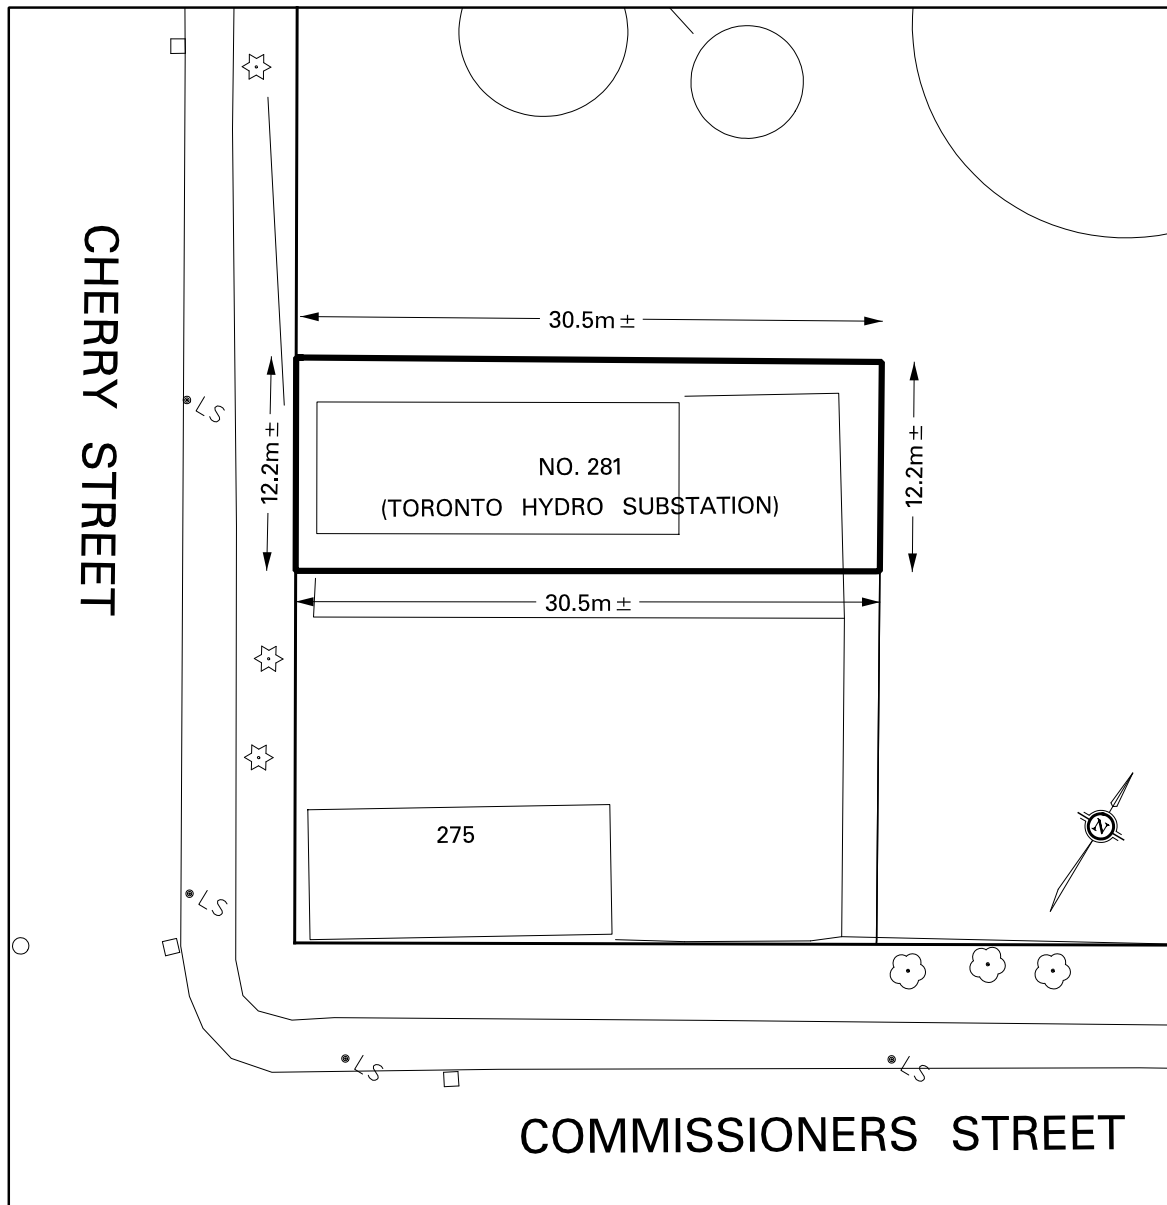 CHERRY STREET
30.5m ±
LS
12.2m ±
NO. 281
(TORONTO HYDRO SUBSTATION)
12.2m ±
30.5m ±
275
N
LS
LS
LS
COMMISSIONERS STREET